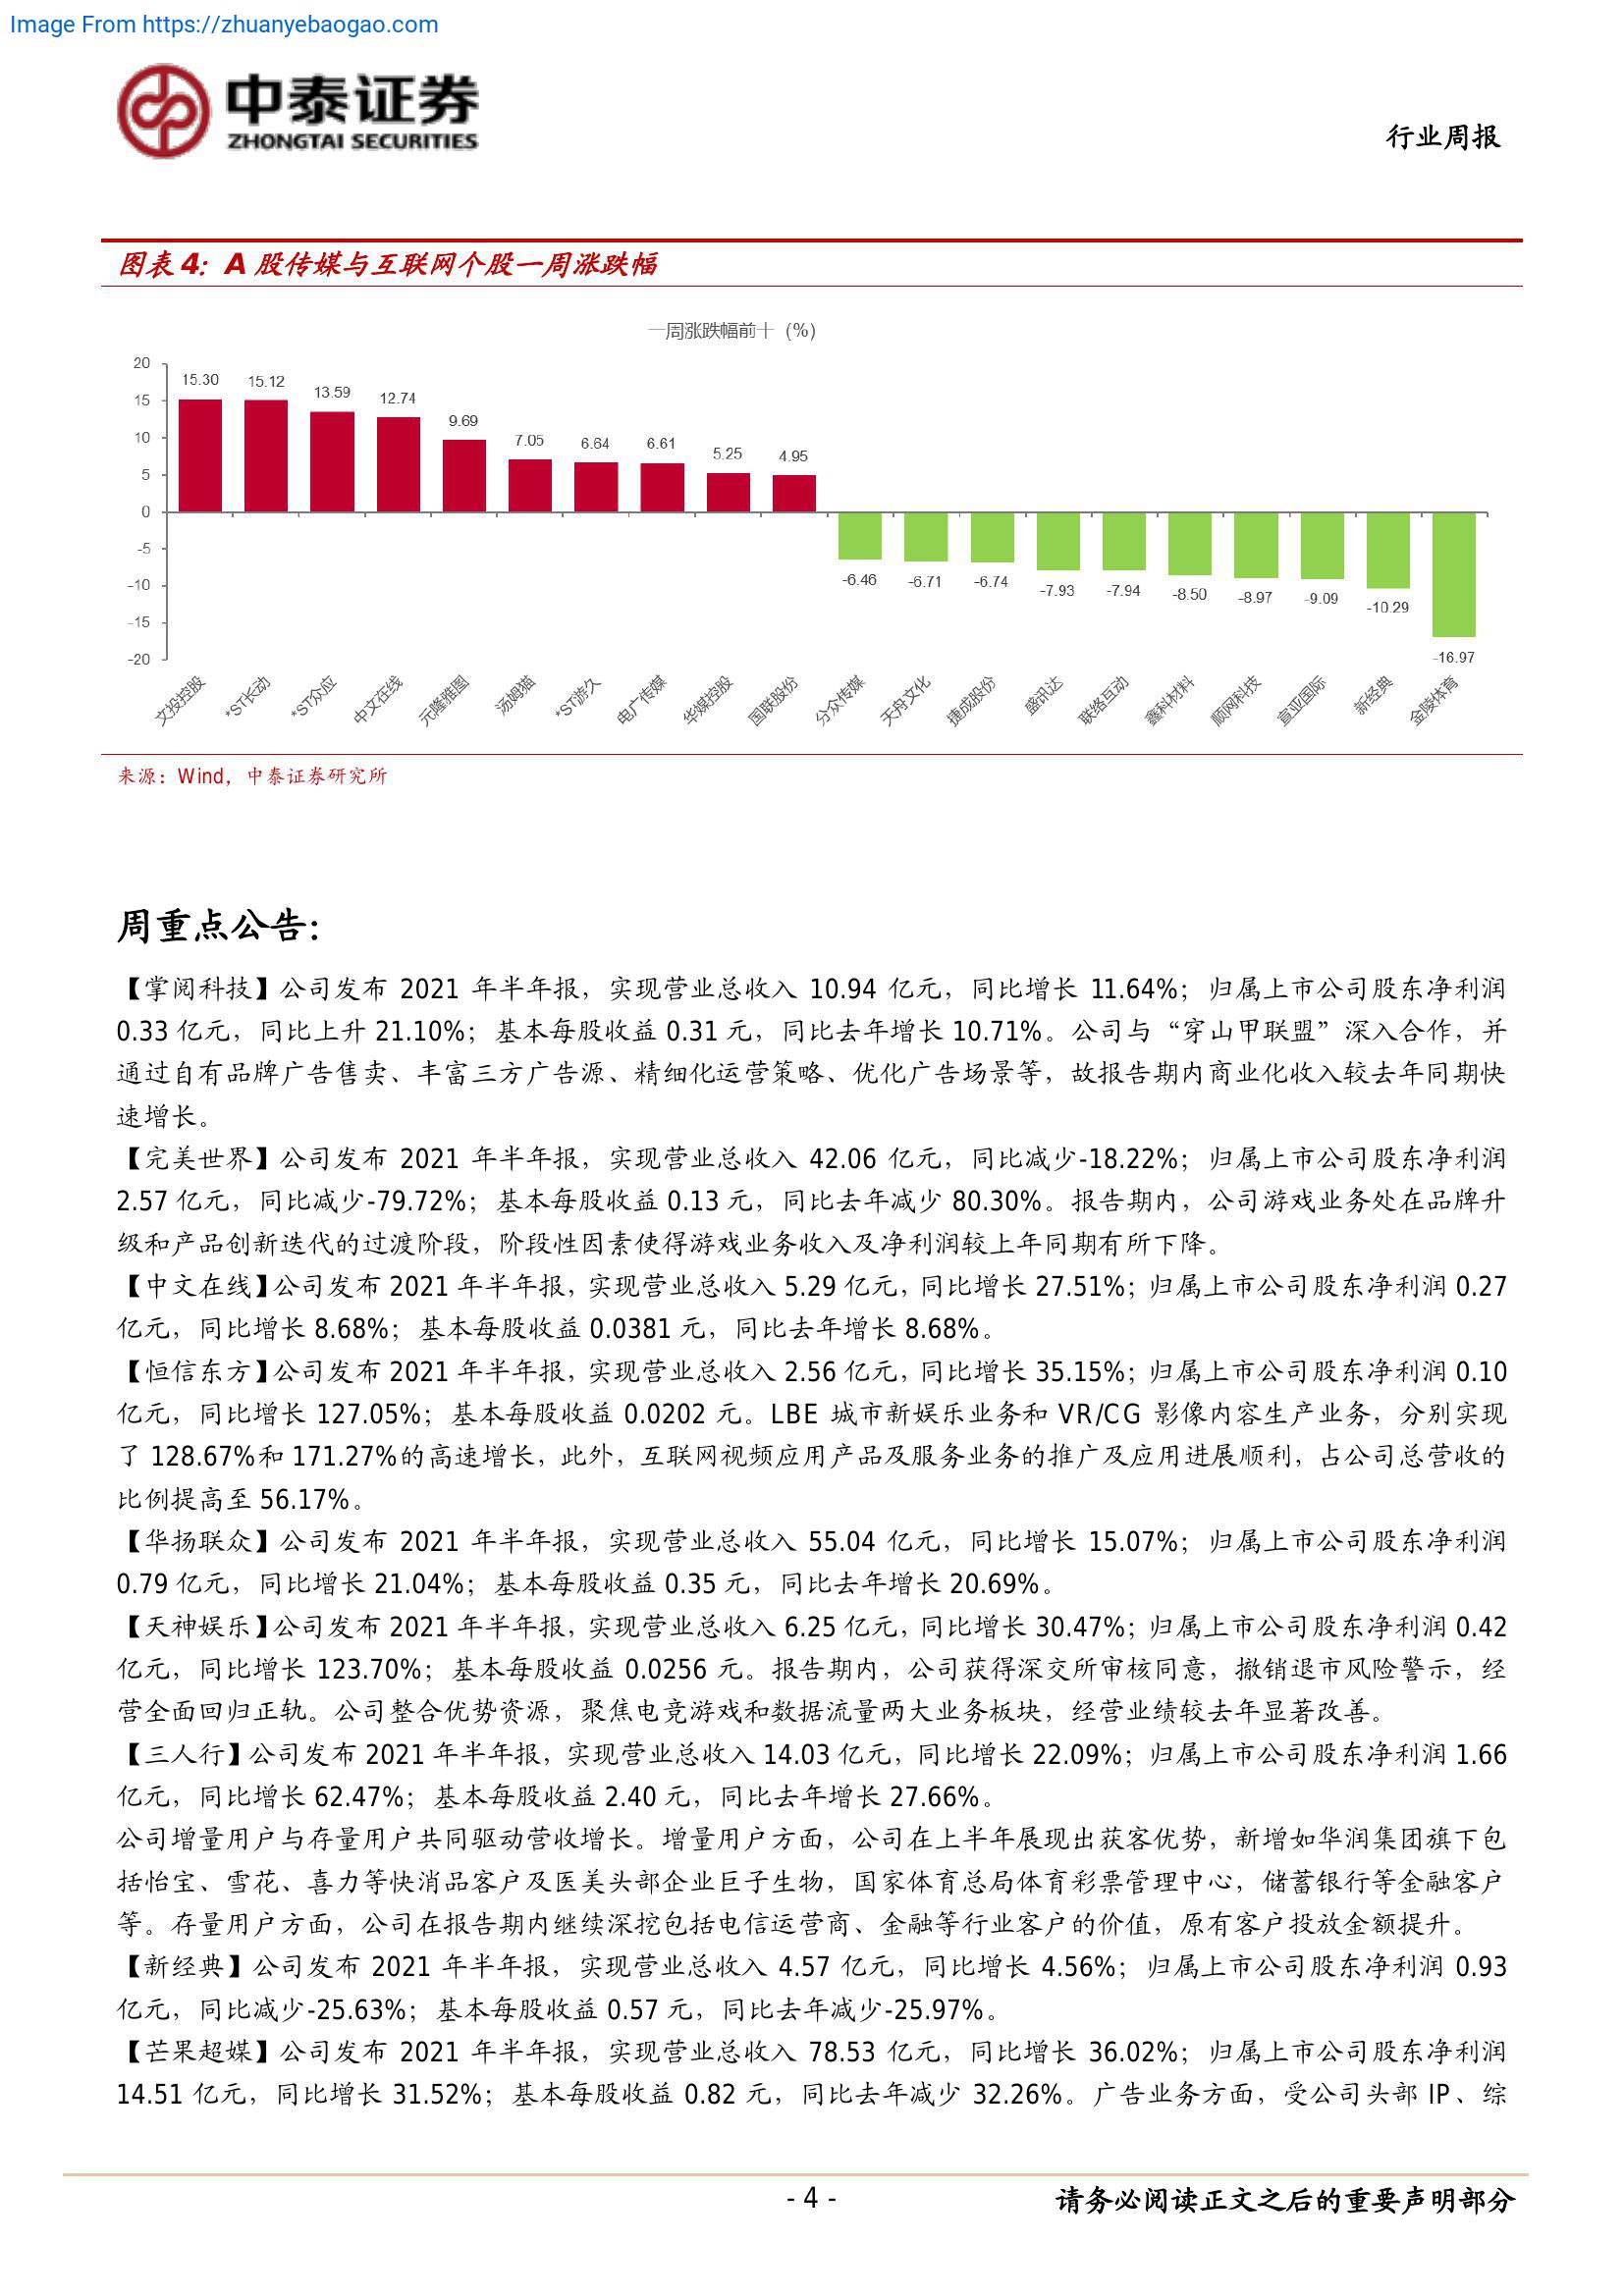 Image From https://zhuanyebaogao.com
中泰证券
ZHONGTAI SECURITIES
行业周报
图表 4：A 股传媒与互联网个股一周涨跌幅
一周涨跌幅前十（%）
20
15
10
5
0
-5
-10
-15
-20
15.30
15.12
13.59
12.74
9.69
7.05
6.64
6.61
5.25
4.95
-6.46
-6.71
-6.74
-7.93
-7.94
-8.50
-8.97
-9.09
-10.29
-16.97
文投控股
*ST长动
*ST众应
中文在线
元隆雅图
汤姆猫
*ST游久
电广传媒
华媒控股
国联股份
分众传媒
天舟文化
捷成股份
盛讯达
联络互动
鑫科材料
顺网科技
宣亚国际
新经典
金陵体育
来源：Wind，中泰证券研究所
周重点公告：
【掌阅科技】公司发布 2021 年半年报，实现营业总收入 10.94 亿元，同比增长 11.64%；归属上市公司股东净利润
0.33 亿元，同比上升 21.10%；基本每股收益 0.31 元，同比去年增长 10.71%。公司与“穿山甲联盟”深入合作，并
通过自有品牌广告售卖、丰富三方广告源、精细化运营策略、优化广告场景等，故报告期内商业化收入较去年同期快
速增长。
【完美世界】公司发布 2021 年半年报，实现营业总收入 42.06 亿元，同比减少-18.22%；归属上市公司股东净利润
2.57 亿元，同比减少-79.72%；基本每股收益 0.13 元，同比去年减少 80.30%。报告期内，公司游戏业务处在品牌升
级和产品创新迭代的过渡阶段，阶段性因素使得游戏业务收入及净利润较上年同期有所下降。
【中文在线】公司发布 2021 年半年报，实现营业总收入 5.29 亿元，同比增长 27.51%；归属上市公司股东净利润 0.27
亿元，同比增长 8.68%；基本每股收益 0.0381 元，同比去年增长 8.68%。
【恒信东方】公司发布 2021 年半年报，实现营业总收入 2.56 亿元，同比增长 35.15%；归属上市公司股东净利润 0.10
亿元，同比增长 127.05%；基本每股收益 0.0202 元。LBE 城市新娱乐业务和 VR/CG 影像内容生产业务，分别实现
了 128.67%和 171.27%的高速增长，此外，互联网视频应用产品及服务业务的推广及应用进展顺利，占公司总营收的
比例提高至 56.17%。
【华扬联众】公司发布 2021 年半年报，实现营业总收入 55.04 亿元，同比增长 15.07%；归属上市公司股东净利润
0.79 亿元，同比增长 21.04%；基本每股收益 0.35 元，同比去年增长 20.69%。
【天神娱乐】公司发布 2021 年半年报，实现营业总收入 6.25 亿元，同比增长 30.47%；归属上市公司股东净利润 0.42
亿元，同比增长 123.70%；基本每股收益 0.0256 元。报告期内，公司获得深交所审核同意，撤销退市风险警示，经
营全面回归正轨。公司整合优势资源，聚焦电竞游戏和数据流量两大业务板块，经营业绩较去年显著改善。
【三人行】公司发布 2021 年半年报，实现营业总收入 14.03 亿元，同比增长 22.09%；归属上市公司股东净利润 1.66
亿元，同比增长 62.47%；基本每股收益 2.40 元，同比去年增长 27.66%。
公司增量用户与存量用户共同驱动营收增长。增量用户方面，公司在上半年展现出获客优势，新增如华润集团旗下包
括怡宝、雪花、喜力等快消品客户及医美头部企业巨子生物，国家体育总局体育彩票管理中心，储蓄银行等金融客户
等。存量用户方面，公司在报告期内继续深挖包括电信运营商、金融等行业客户的价值，原有客户投放金额提升。
【新经典】公司发布 2021 年半年报，实现营业总收入 4.57 亿元，同比增长 4.56%；归属上市公司股东净利润 0.93
亿元，同比减少-25.63%；基本每股收益 0.57 元，同比去年减少-25.97%。
【芒果超媒】公司发布 2021 年半年报，实现营业总收入 78.53 亿元，同比增长 36.02%；归属上市公司股东净利润
14.51 亿元，同比增长 31.52%；基本每股收益 0.82 元，同比去年减少 32.26%。广告业务方面，受公司头部 IP、综
- 4 -
请务必阅读正文之后的重要声明部分